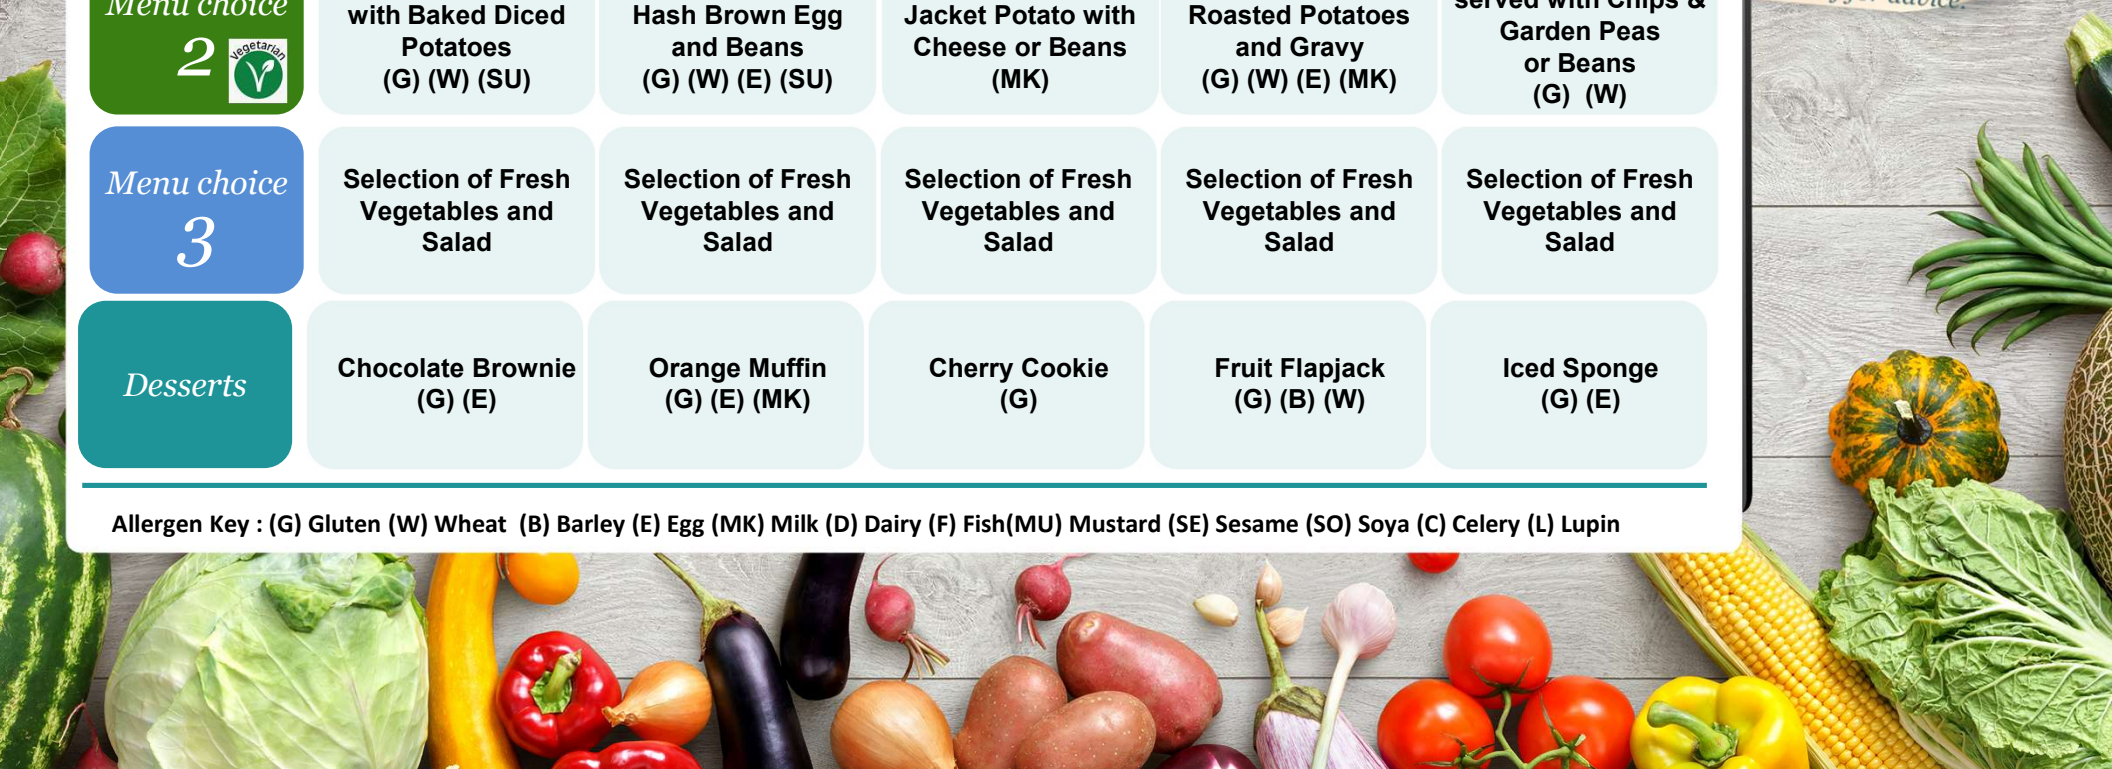 Menu choice
2
Vegetarian
with Baked Diced
Potatoes
(G) (W) (SU)
Hash Brown Egg
and Beans
(G) (W) (E) (SU)
Jacket Potato with
Cheese or Beans
(MK)
Roasted Potatoes
and Gravy
(G) (W) (E) (MK)
served with Chips &
Garden Peas
or Beans
(G) (W)
for advice.
Menu choice
3
Selection of Fresh
Vegetables and
Salad
Selection of Fresh
Vegetables and
Salad
Selection of Fresh
Vegetables and
Salad
Selection of Fresh
Vegetables and
Salad
Selection of Fresh
Vegetables and
Salad
Desserts
Chocolate Brownie
(G) (E)
Orange Muffin
(G) (E) (MK)
Cherry Cookie
(G)
Fruit Flapjack
(G) (B) (W)
Iced Sponge
(G) (E)
Allergen Key : (G) Gluten (W) Wheat (B) Barley (E) Egg (MK) Milk (D) Dairy (F) Fish(MU) Mustard (SE) Sesame (SO) Soya (C) Celery (L) Lupin